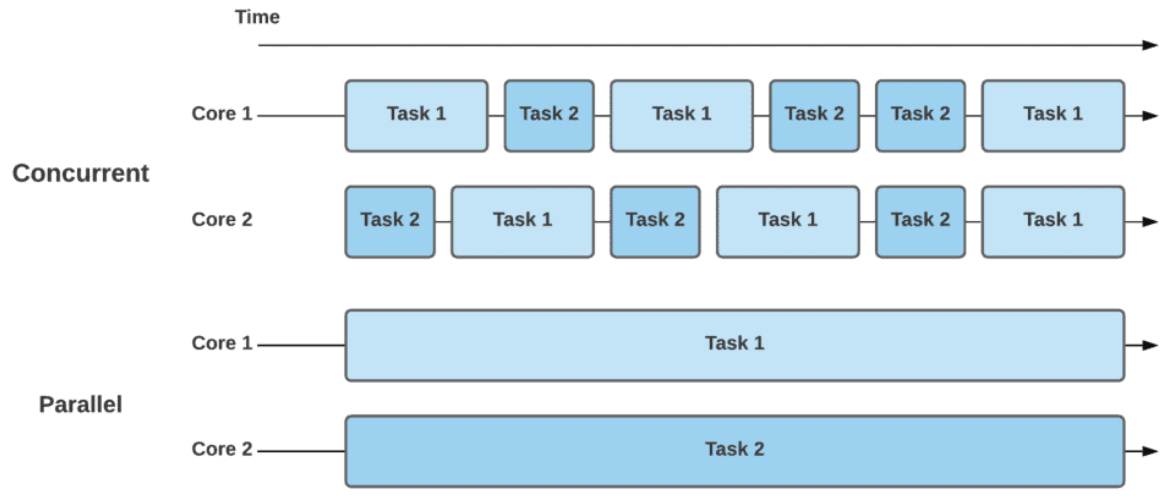 Time
Core 1 Task 1 Task 2 Task 1 Task 2 Task 2 Task 1
Concurrent
Core 2 Task 2 Task 1 Task 2 Task 1 Task 2 Task 1
Core 1 Task 1
Parallel
Core 2 Task 2